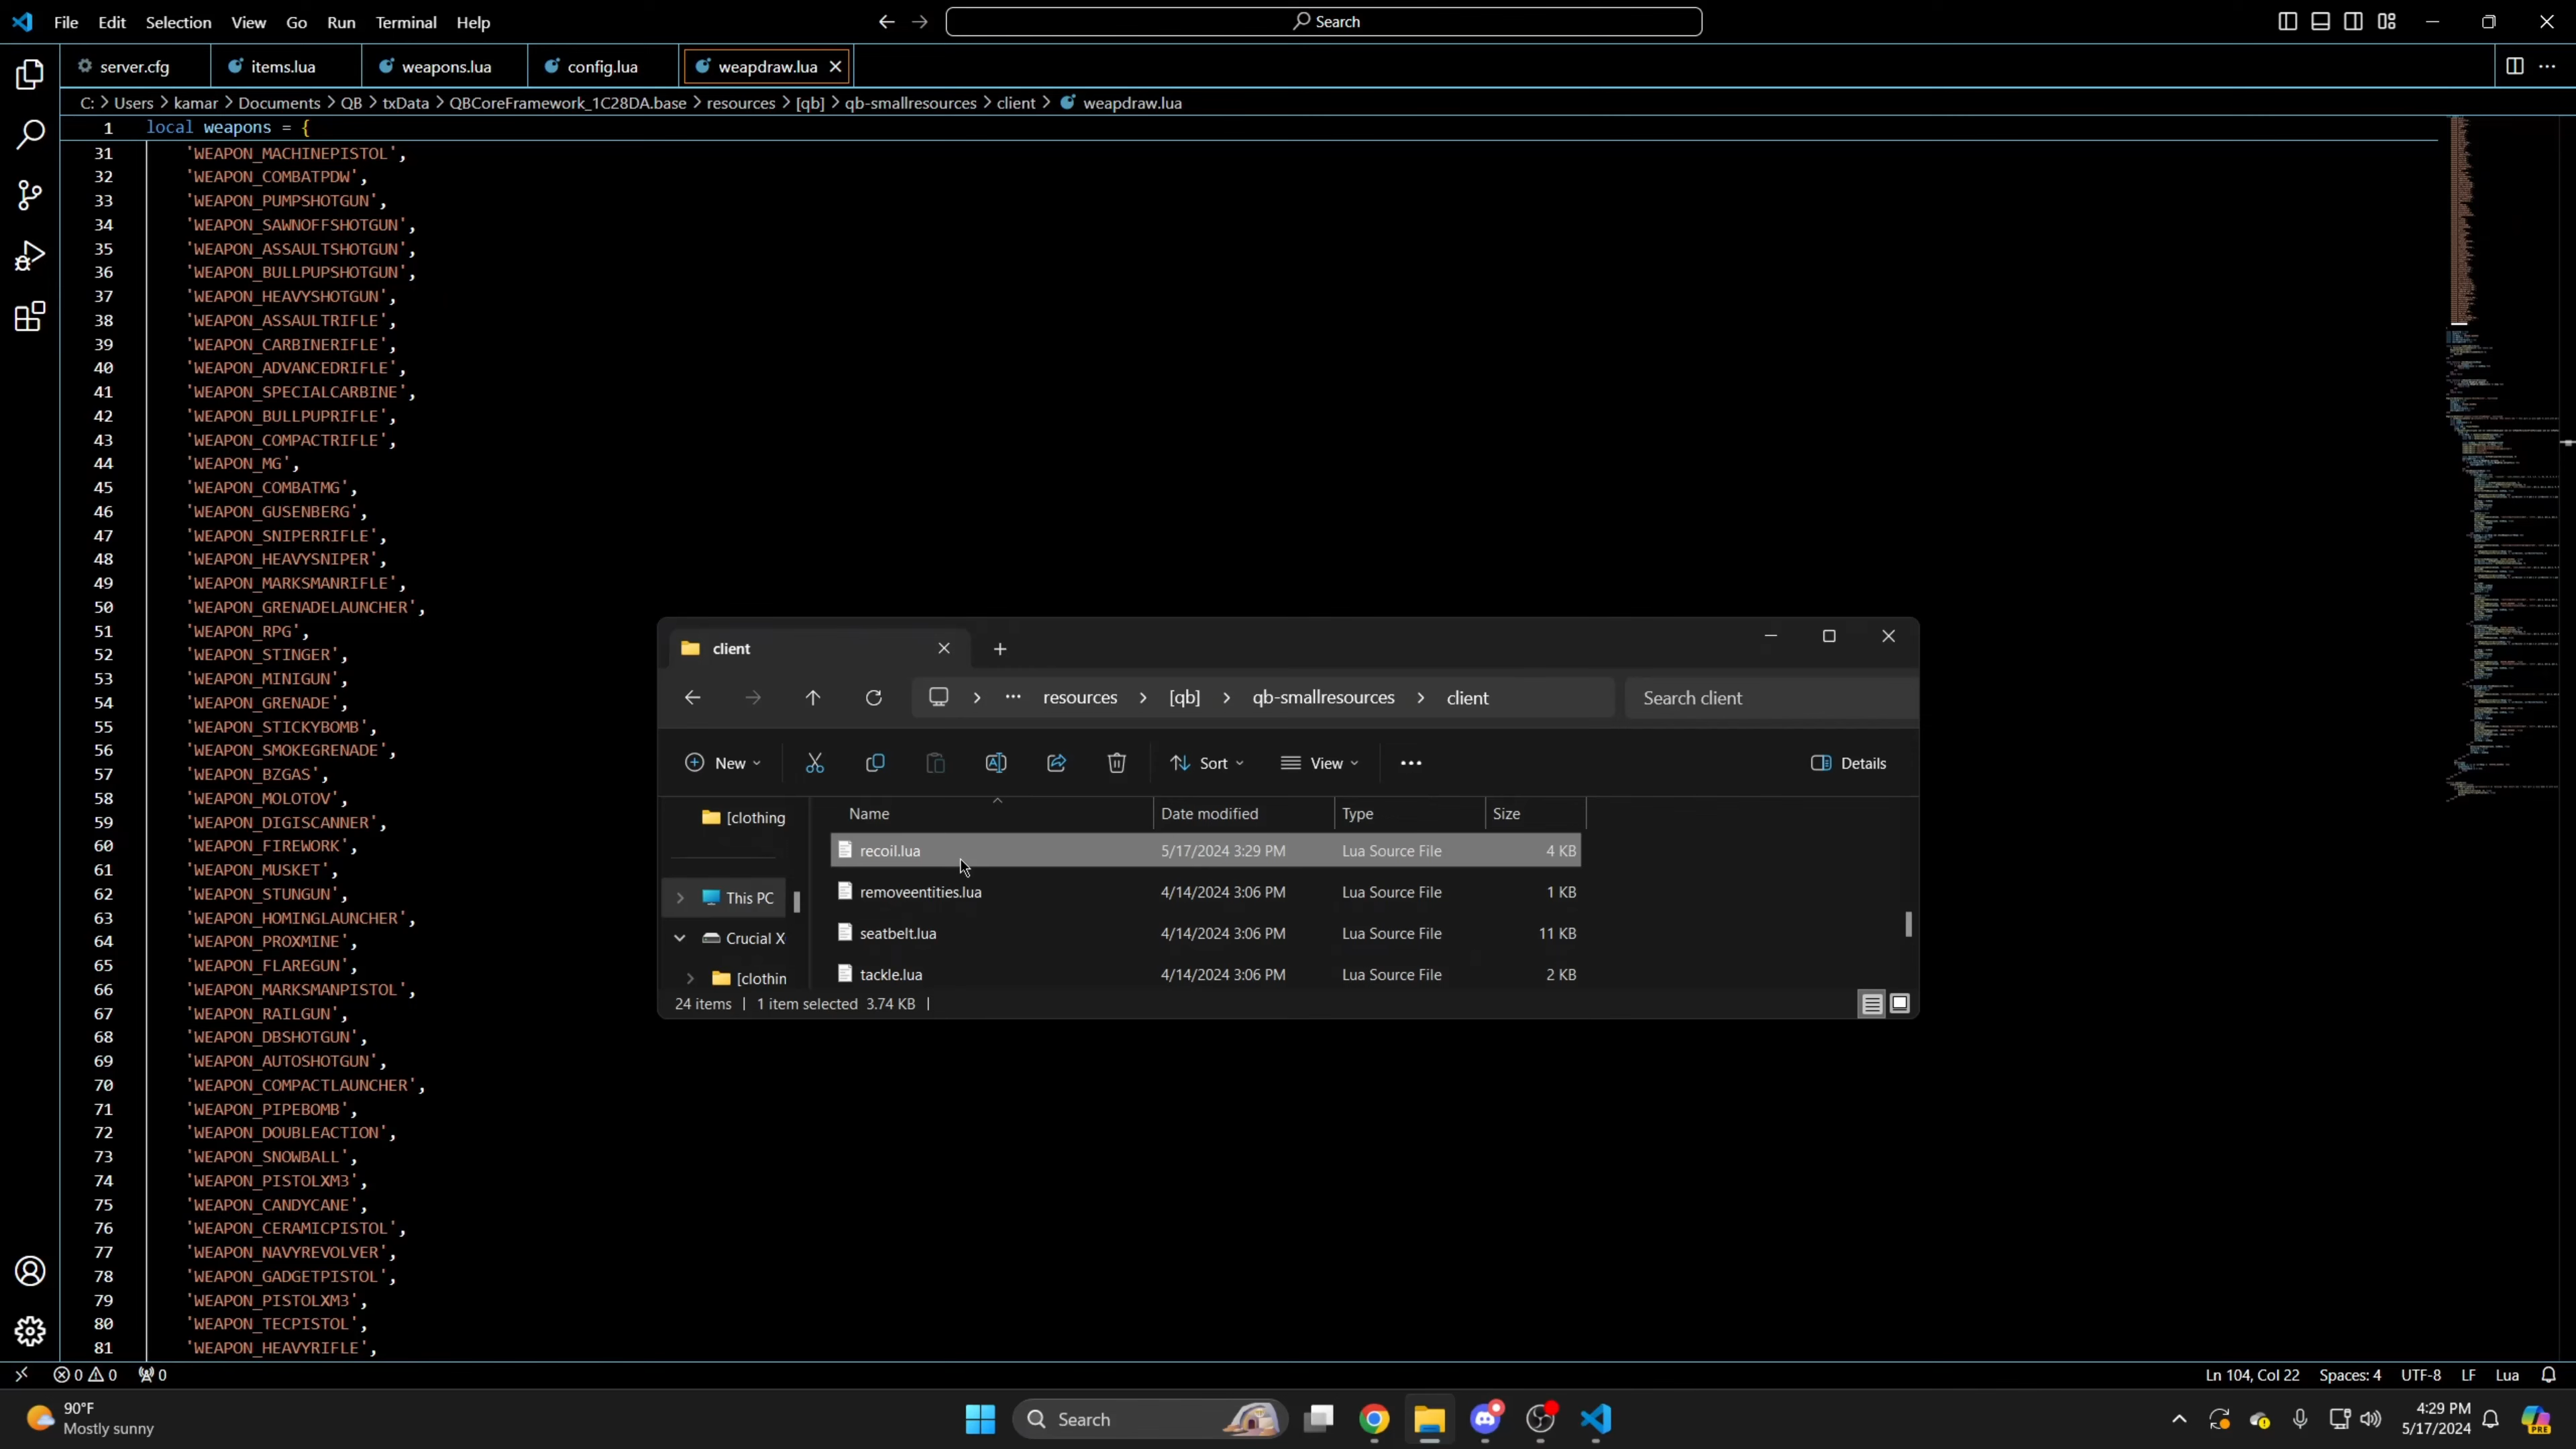 File Edit Selection View Go Run Terminal Help
Search
server.cfg items.lua weapons.lua config.lua weapdraw.lua
C: > Users > kamar > Documents > QB > txData > QBCoreFramework_1C28DA.base > resources > [qb] > qb-smallresources > client > weapdraw.lua
1 local weapons = {
31 'WEAPON_MACHINEPISTOL',
32 'WEAPON_COMBATPDW',
33 'WEAPON_PUMPSHOTGUN',
34 'WEAPON_SAWNOFFSHOTGUN',
35 'WEAPON_ASSAULTSHOTGUN',
36 'WEAPON_BULLPUPSHOTGUN',
37 'WEAPON_HEAVYSHOTGUN',
38 'WEAPON_ASSAULTRIFLE',
39 'WEAPON_CARBINERIFLE',
40 'WEAPON_ADVANCEDRIFLE',
41 'WEAPON_SPECIALCARBINE',
42 'WEAPON_BULLPUPRIFLE',
43 'WEAPON_COMPACTRIFLE',
44 'WEAPON_MG',
45 'WEAPON_COMBATMG',
46 'WEAPON_GUSENBERG',
47 'WEAPON_SNIPERRIFLE',
48 'WEAPON_HEAVYSNIPER',
49 'WEAPON_MARKSMANRIFLE',
50 'WEAPON_GRENADELAUNCHER',
51 'WEAPON_RPG',
52 'WEAPON_STINGER',
53 'WEAPON_MINIGUN',
54 'WEAPON_GRENADE',
55 'WEAPON_STICKYBOMB',
56 'WEAPON_SMOKEGRENADE',
57 'WEAPON_BZGAS',
58 'WEAPON_MOLOTOV',
59 'WEAPON_DIGISCANNER',
60 'WEAPON_FIREWORK',
61 'WEAPON_MUSKET',
62 'WEAPON_STUNGUN',
63 'WEAPON_HOMINGLAUNCHER',
64 'WEAPON_PROXMINE',
65 'WEAPON_FLAREGUN',
66 'WEAPON_MARKSMANPISTOL',
67 'WEAPON_RAILGUN',
68 'WEAPON_DBSHOTGUN',
69 'WEAPON_AUTOSHOTGUN',
70 'WEAPON_COMPACTLAUNCHER',
71 'WEAPON_PIPEBOMB',
72 'WEAPON_DOUBLEACTION',
73 'WEAPON_SNOWBALL',
74 'WEAPON_PISTOLXM3',
75 'WEAPON_CANDYCANE',
76 'WEAPON_CERAMICPISTOL',
77 'WEAPON_NAVYREVOLVER',
78 'WEAPON_GADGETPISTOL',
79 'WEAPON_PISTOLXM3',
80 'WEAPON_TECPISTOL',
81 'WEAPON_HEAVYRIFLE',
client
resources > [qb] > qb-smallresources > client
Search client
New Sort View Details
[clothing
This PC
Crucial X
[clothin
Name Date modified Type Size
recoil.lua 5/17/2024 3:29 PM Lua Source File 4 KB
removeentities.lua 4/14/2024 3:06 PM Lua Source File 1 KB
seatbelt.lua 4/14/2024 3:06 PM Lua Source File 11 KB
tackle.lua 4/14/2024 3:06 PM Lua Source File 2 KB
24 items | 1 item selected 3.74 KB |
0 0 0
Ln 104, Col 22 Spaces: 4 UTF-8 LF Lua
90°F
Mostly sunny
Search
4:29 PM
5/17/2024
PRE